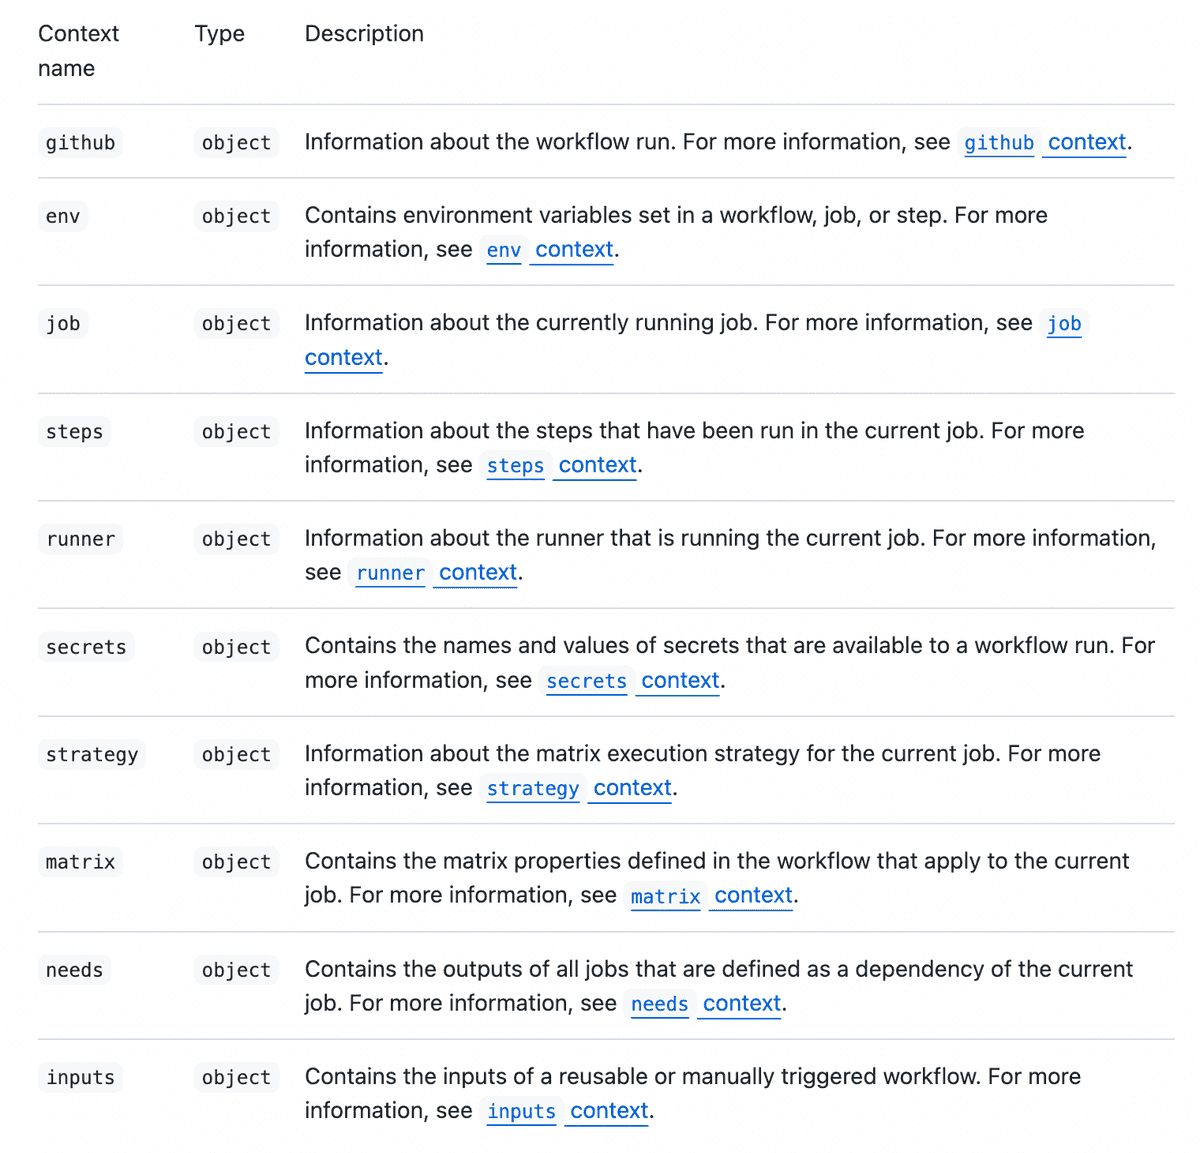 Context Type Description
name
github object Information about the workflow run. For more information, see github context.
env object Contains environment variables set in a workflow, job, or step. For more
information, see env context.
job object Information about the currently running job. For more information, see job
context.
steps object Information about the steps that have been run in the current job. For more
information, see steps context.
runner object Information about the runner that is running the current job. For more information,
see runner context.
secrets object Contains the names and values of secrets that are available to a workflow run. For
more information, see secrets context.
strategy object Information about the matrix execution strategy for the current job. For more
information, see strategy context.
matrix object Contains the matrix properties defined in the workflow that apply to the current
job. For more information, see matrix context.
needs object Contains the outputs of all jobs that are defined as a dependency of the current
job. For more information, see needs context.
inputs object Contains the inputs of a reusable or manually triggered workflow. For more
information, see inputs context.